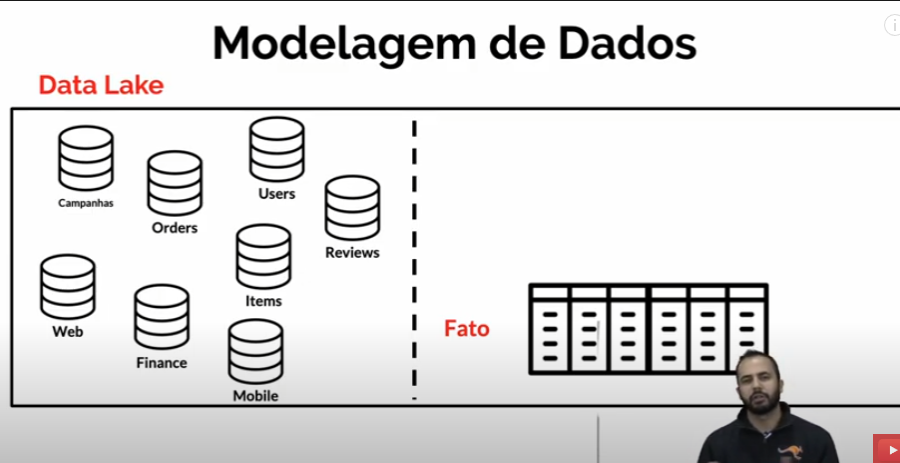 Modelagem de Dados
Data Lake
Campanhas
Orders
Users
Reviews
Web
Finance
Items
Mobile
Fato